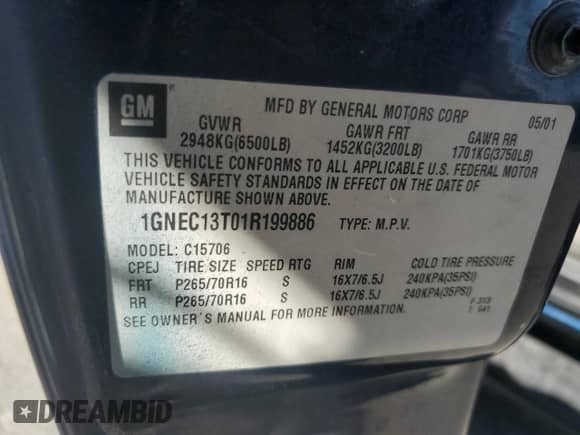 GM
MFD BY GENERAL MOTORS CORP 05/01
GVWR GAWR FRT GAWR RR
2948KG(6500LB) 1452KG(3200LB) 1701KG(3750LB)
THIS VEHICLE CONFORMS TO ALL APPLICABLE U.S. FEDERAL MOTOR
VEHICLE SAFETY STANDARDS IN EFFECT ON THE DATE OF
MANUFACTURE SHOWN ABOVE.
1GNEC13T01R199886 TYPE: M.P.V.
MODEL: C15706
CPEJ TIRE SIZE SPEED RTG RIM COLD TIRE PRESSURE
FRT P265/70R16 S 16X7/6.5J 240KPA(35PSI)
RR P265/70R16 S 16X7/6.5J 240KPA(35PSI)
SEE OWNER'S MANUAL FOR MORE INFORMATION.
DREAMBID